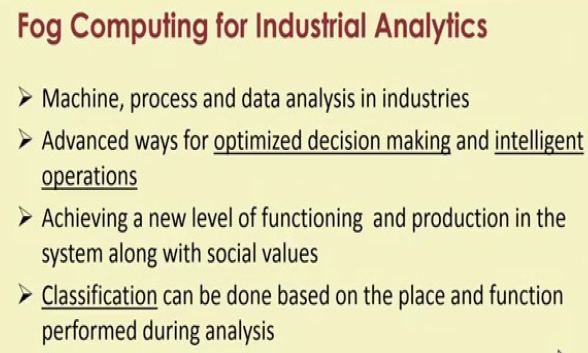 Fog Computing for Industrial Analytics
➤ Machine, process and data analysis in industries
➤ Advanced ways for optimized decision making and intelligent
operations
➤ Achieving a new level of functioning and production in the
system along with social values
➤ Classification can be done based on the place and function
performed during analysis